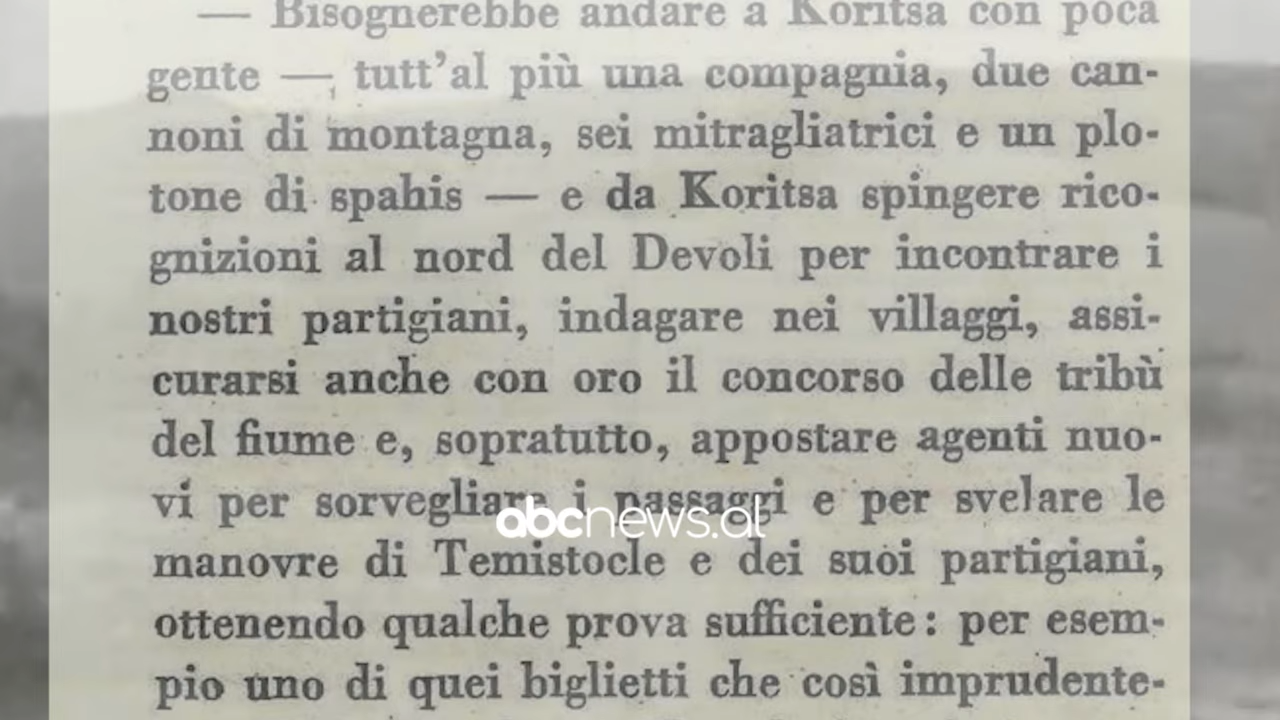 — Bisognerebbe andare a Koritsa con poca
gente —, tutt'al più una compagnia, due can-
noni di montagna, sei mitragliatrici e un plo-
tone di spahis — e da Koritsa spingere rico-
gnizioni al nord del Devoli per incontrare i
nostri partigiani, indagare nei villaggi, assi-
curarsi anche con oro il concorso delle tribù
del fiume e, sopratutto, appostare agenti nuo-
vi per sorvegliare i passaggi e per svelare le
abcnews.al
manovre di Temistocle e dei suoi partigiani,
ottenendo qualche prova sufficiente: per esem-
pio uno di quei biglietti che così imprudente-